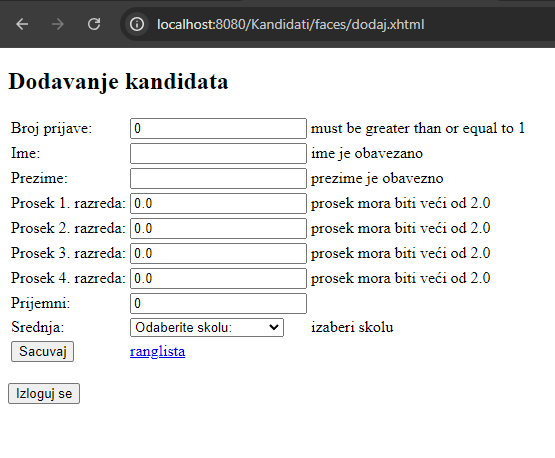 localhost:8080/Kandidati/faces/dodaj.xhtml
Dodavanje kandidata
Broj prijave: 0 must be greater than or equal to 1
Ime: ime je obavezano
Prezime: prezime je obavezno
Prosek 1. razreda: 0.0 prosek mora biti veći od 2.0
Prosek 2. razreda: 0.0 prosek mora biti veći od 2.0
Prosek 3. razreda: 0.0 prosek mora biti veći od 2.0
Prosek 4. razreda: 0.0 prosek mora biti veći od 2.0
Prijemni: 0
Srednja: Odaberite skolu: izaberi skolu
Sacuvaj ranglista
Izloguj se